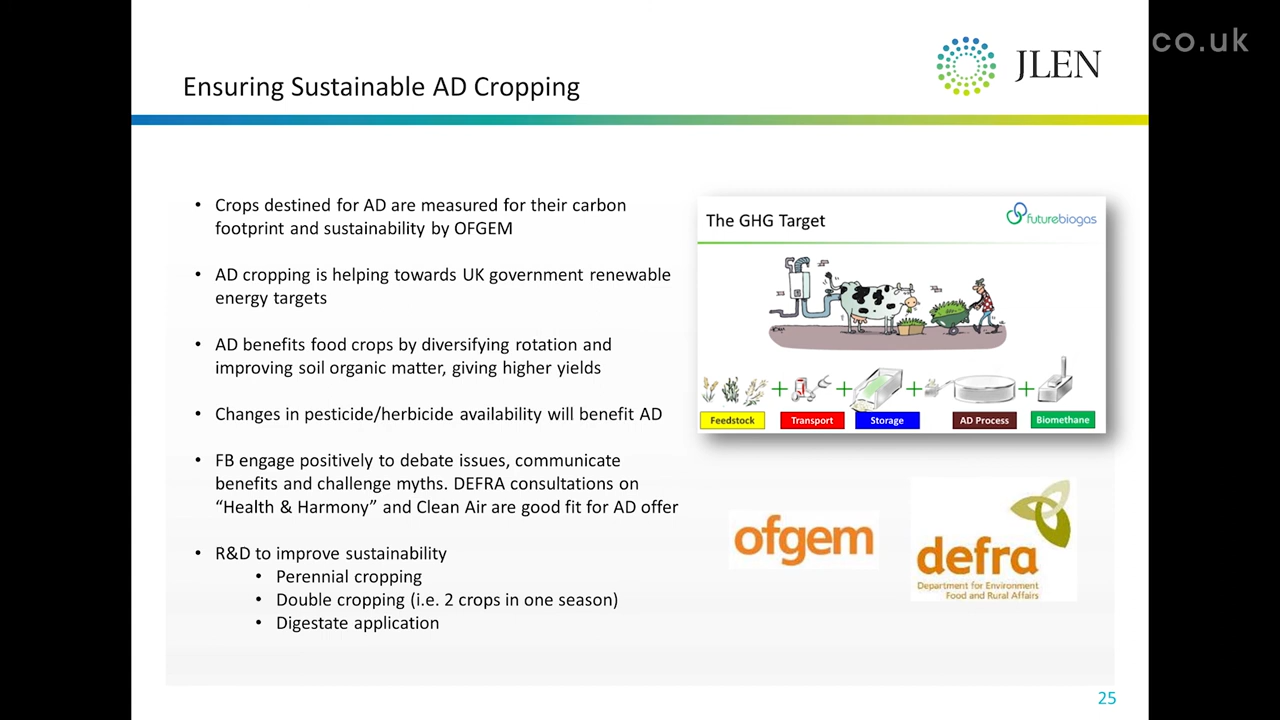 co.uk
JLEN
Ensuring Sustainable AD Cropping
• Crops destined for AD are measured for their carbon
footprint and sustainability by OFGEM
• AD cropping is helping towards UK government renewable
energy targets
• AD benefits food crops by diversifying rotation and
improving soil organic matter, giving higher yields
• Changes in pesticide/herbicide availability will benefit AD
• FB engage positively to debate issues, communicate
benefits and challenge myths. DEFRA consultations on
“Health & Harmony” and Clean Air are good fit for AD offer
• R&D to improve sustainability
• Perennial cropping
• Double cropping (i.e. 2 crops in one season)
• Digestate application
The GHG Target
futurebiogas
+ + + +
Feedstock Transport Storage AD Process Biomethane
ofgem
defra
Department for Environment
Food and Rural Affairs
25